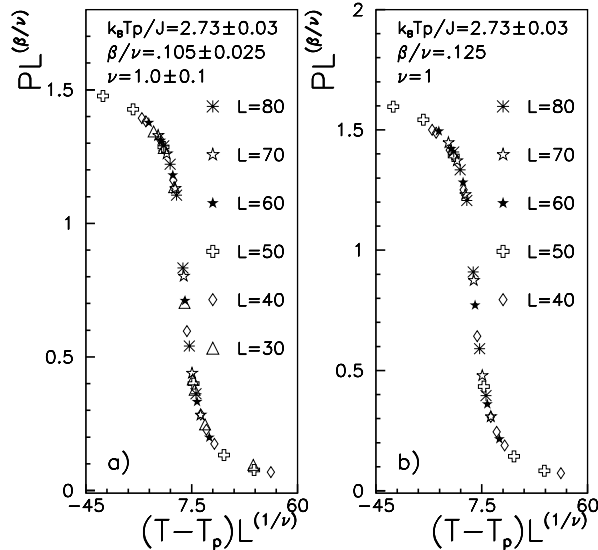 PL^(β/ν)
k_BTp/J=2.73±0.03
β/ν=.105±0.025
ν=1.0±0.1
L=80
L=70
L=60
L=50
L=40
L=30
1.5
1
0.5
0
a)
-45
7.5
60
(T-T_p)L^(1/ν)
PL^(β/ν)
k_BTp/J=2.73±0.03
β/ν=.125
ν=1
L=80
L=70
L=60
L=50
L=40
2
1.5
1
0.5
0
b)
-45
7.5
60
(T-T_p)L^(1/ν)